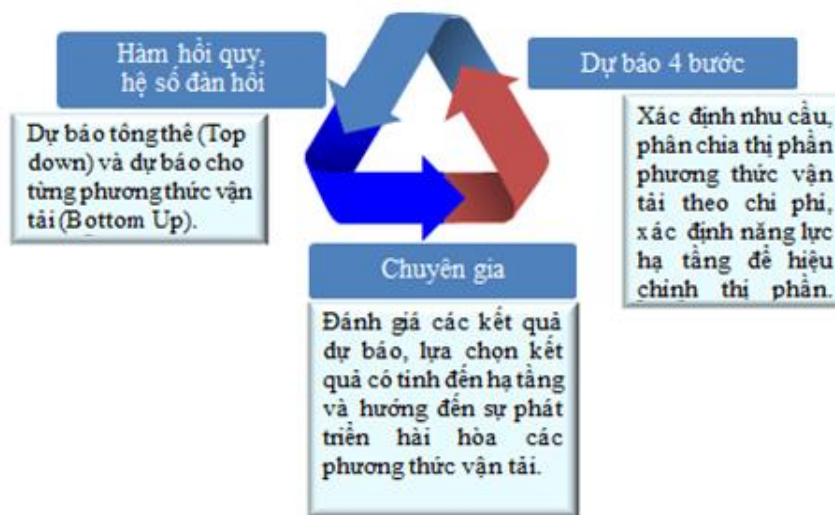 Hàm hồi quy,
hệ số đàn hồi
Dự báo tổng thể (Top
down) và dự báo cho
từng phương thức vận
tải (Bottom Up).
Dự báo 4 bước
Xác định nhu cầu,
phân chia thị phần
phương thức vận
tải theo chi phí,
xác định năng lực
hạ tầng để hiệu
chỉnh thị phần.
Chuyên gia
Đánh giá các kết quả
dự báo, lựa chọn kết
quả có tính đến hạ tầng
và hướng đến sự phát
triển hài hòa các
phương thức vận tải.